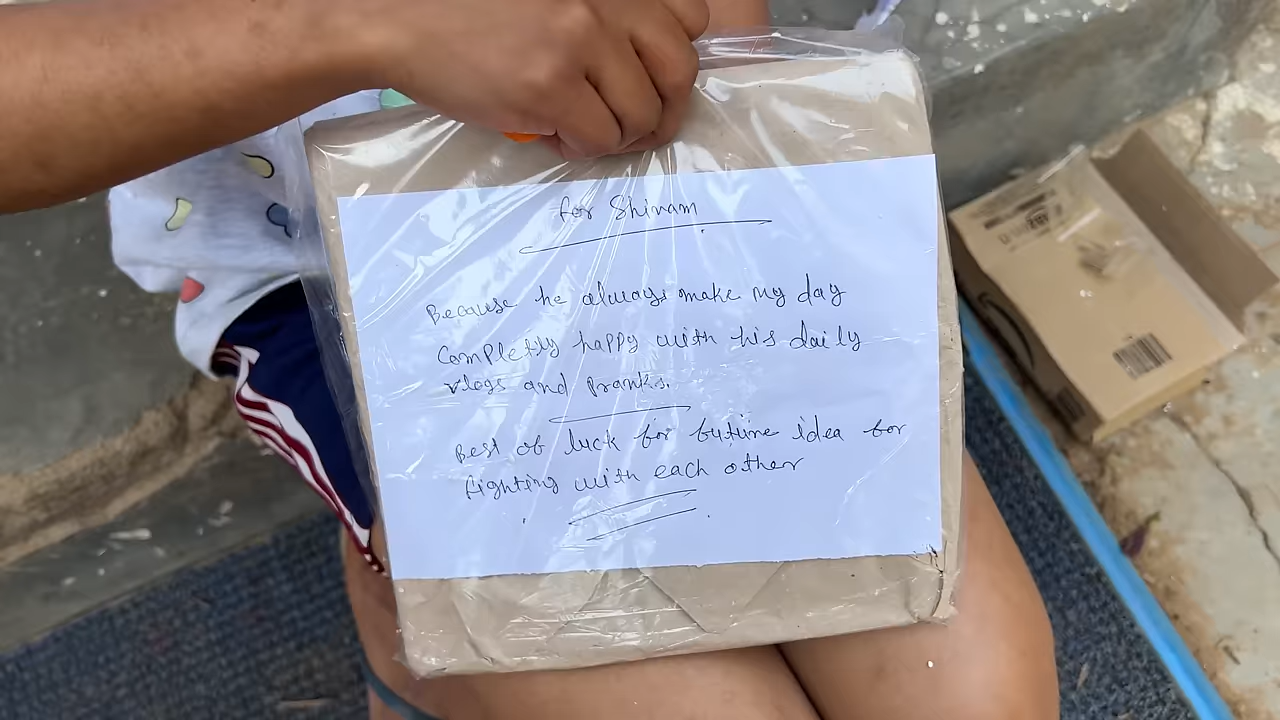 for Shivam
Because he always make my day
completly happy with his daily
vlogs and Pranks.
Best of luck for future idea for
fighting with each other